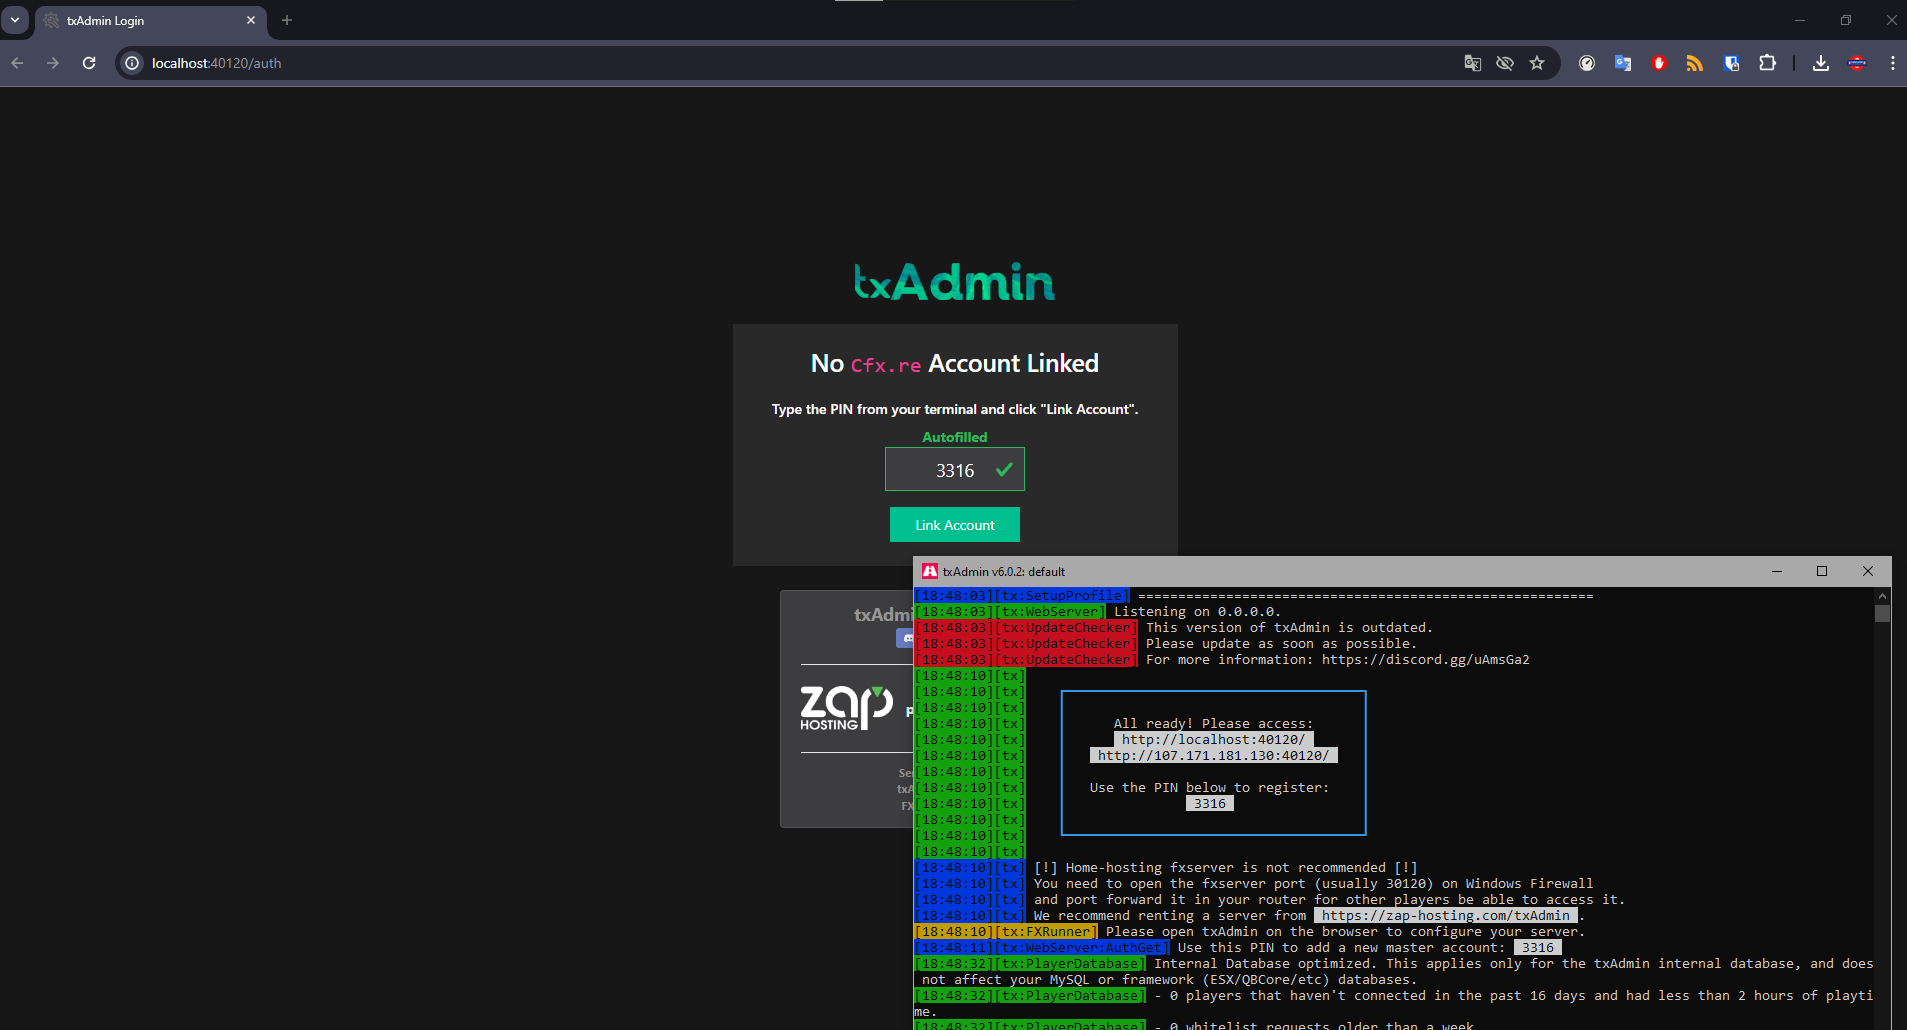 txAdmin Login
localhost:40120/auth
txAdmin
No Cfx.re Account Linked
Type the PIN from your terminal and click "Link Account".
Autofilled
3316
Link Account
txAdmi
ZAP
HOSTING
p
Se
txA
FX
txAdmin v6.0.2: default
[18:48:03][tx:SetupProfile] =========================================================
[18:48:03][tx:WebServer] Listening on 0.0.0.0.
[18:48:03][tx:UpdateChecker] This version of txAdmin is outdated.
[18:48:03][tx:UpdateChecker] Please update as soon as possible.
[18:48:03][tx:UpdateChecker] For more information: https://discord.gg/uAmsGa2
[18:48:10][tx]
[18:48:10][tx]
[18:48:10][tx]
[18:48:10][tx] All ready! Please access:
[18:48:10][tx] http://localhost:40120/
[18:48:10][tx] http://107.171.181.130:40120/
[18:48:10][tx]
[18:48:10][tx] Use the PIN below to register:
[18:48:10][tx] 3316
[18:48:10][tx]
[18:48:10][tx]
[18:48:10][tx]
[18:48:10][tx] [!] Home-hosting fxserver is not recommended [!]
[18:48:10][tx] You need to open the fxserver port (usually 30120) on Windows Firewall
[18:48:10][tx] and port forward it in your router for other players be able to access it.
[18:48:10][tx] We recommend renting a server from https://zap-hosting.com/txAdmin .
[18:48:10][tx:FXRunner] Please open txAdmin on the browser to configure your server.
[18:48:11][tx:WebServer:AuthGet] Use this PIN to add a new master account: 3316
[18:48:32][tx:PlayerDatabase] Internal Database optimized. This applies only for the txAdmin internal database, and does
not affect your MySQL or framework (ESX/QBCore/etc) databases.
[18:48:32][tx:PlayerDatabase] - 0 players that haven't connected in the past 16 days and had less than 2 hours of playti
me.
[18:48:32][tx:PlayerDatabase] - 0 whitelist requests older than a week